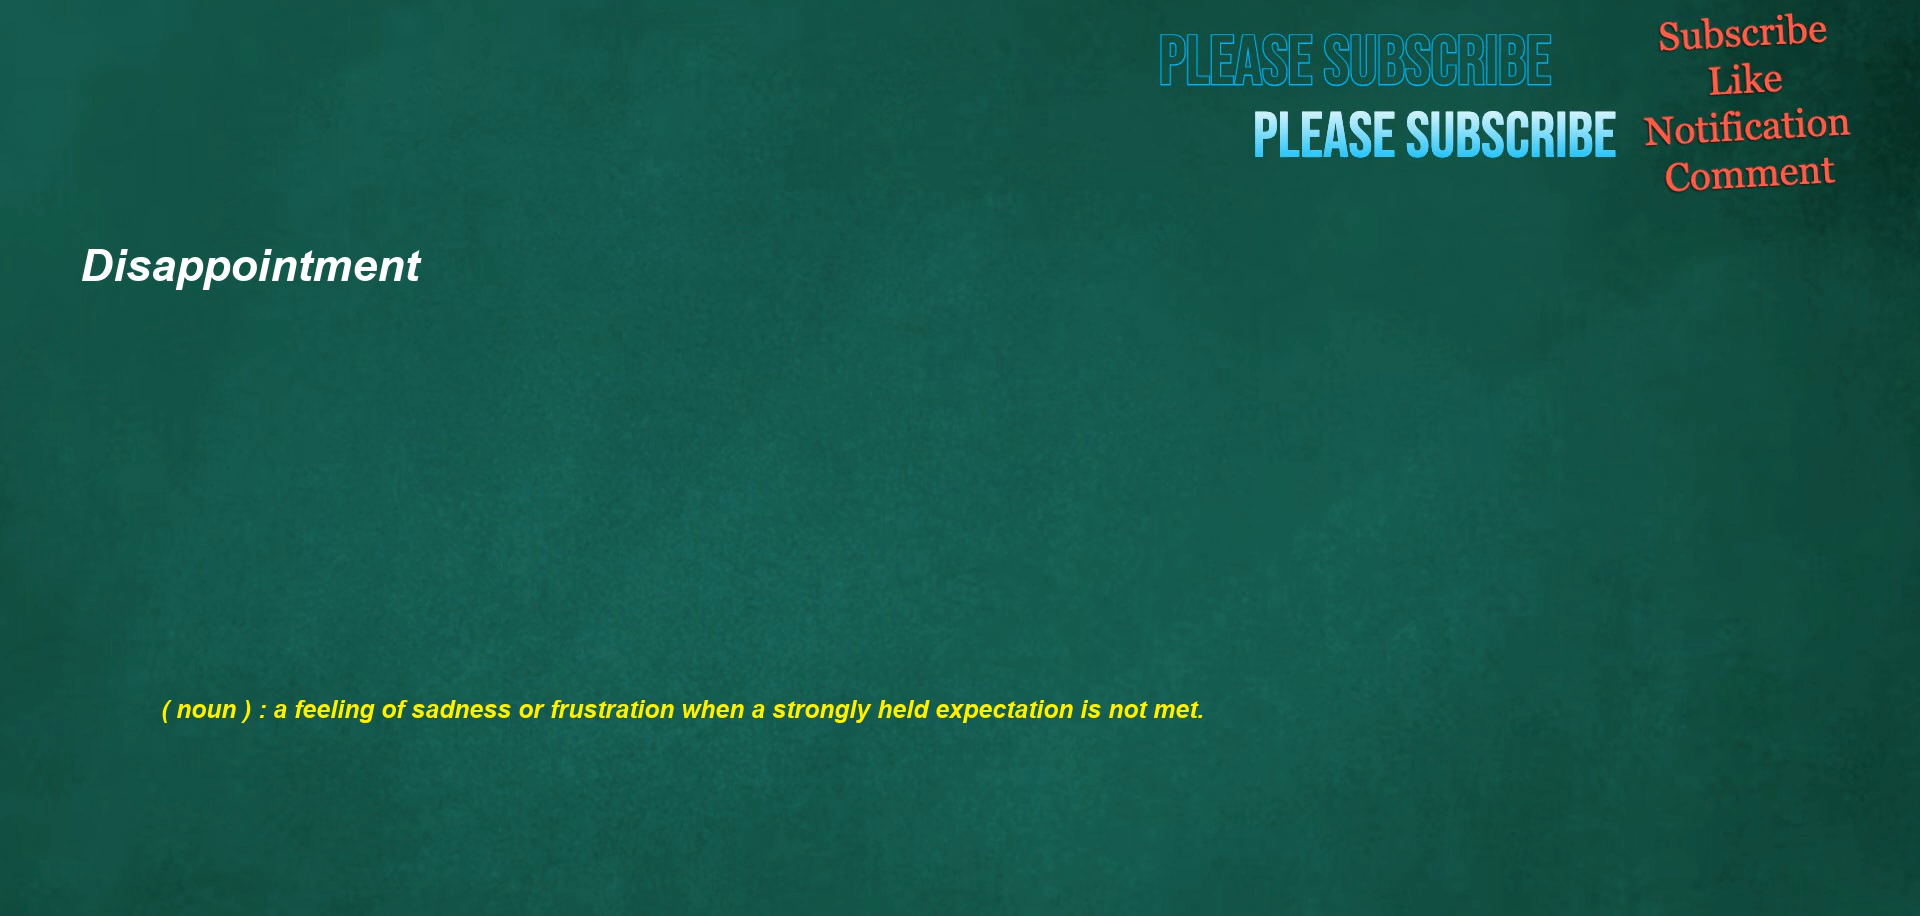 PLEASE SUBSCRIBE
PLEASE SUBSCRIBE
Subscribe
Like
Notification
Comment
Disappointment
( noun ) : a feeling of sadness or frustration when a strongly held expectation is not met.